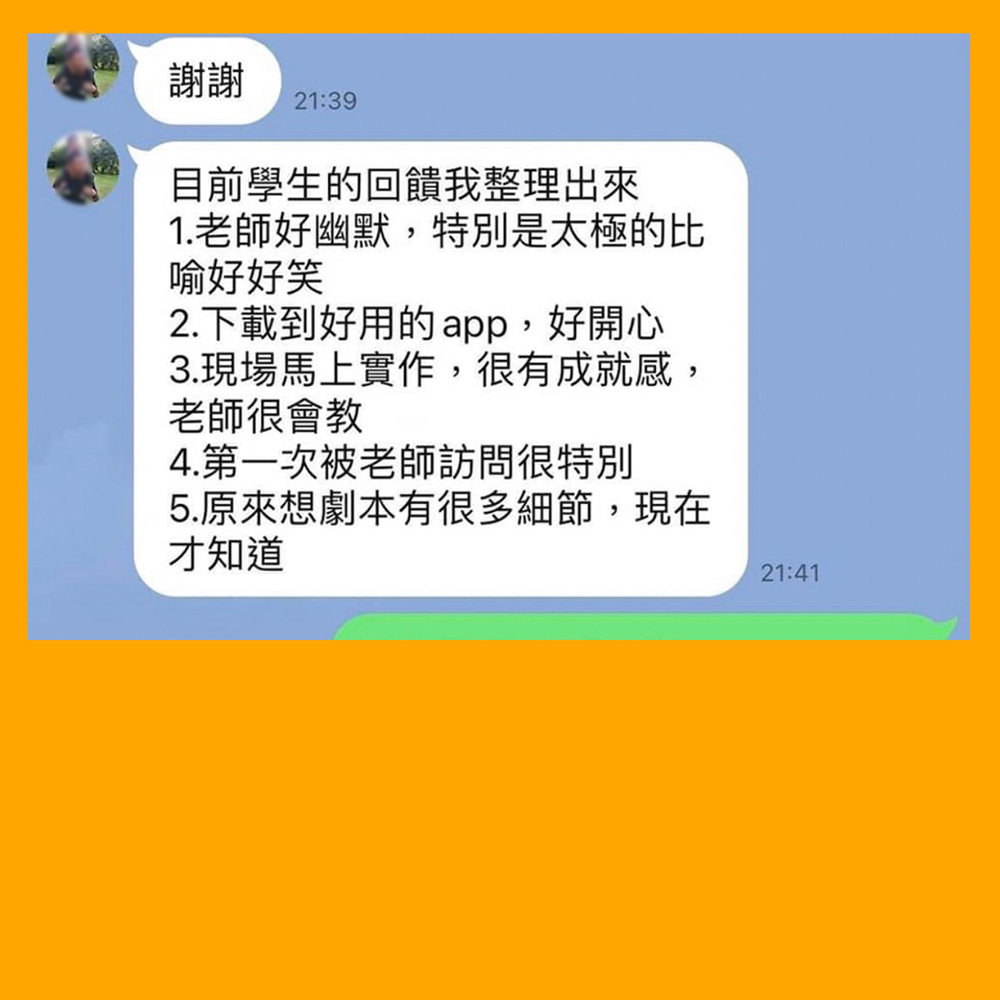 謝謝
21:39
目前學生的回饋我整理出來
1.老師好幽默，特別是太極的比
喻好好笑
2.下載到好用的app，好開心
3.現場馬上實作，很有成就感，
老師很會教
4.第一次被老師訪問很特別
5.原來想劇本有很多細節，現在
才知道
21:41